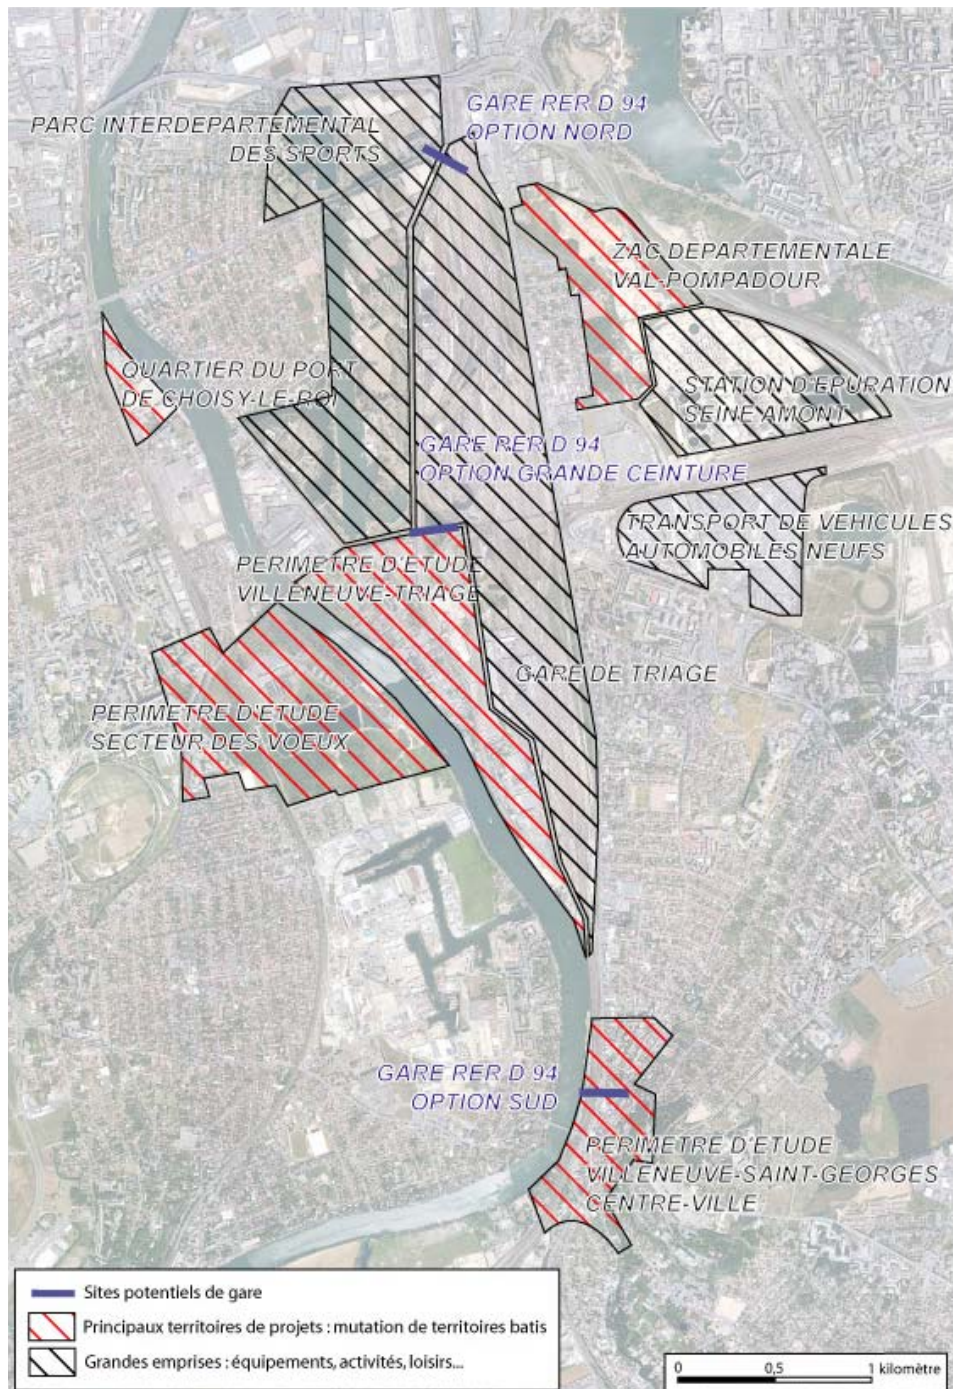 GARE RER D 94
OPTION NORD
PARC INTERDEPARTEMENTAL
DES SPORTS
ZAC DEPARTEMENTALE
VAL-POMPADOUR
QUARTIER DU PORT
DE CHOISY-LE-ROI
STATION D'EPURATION
SEINE AMONT
GARE RER D 94
OPTION GRANDE CEINTURE
TRANSPORT DE VEHICULES
AUTOMOBILES NEUFS
PERIMETRE D'ETUDE
VILLENEUVE-TRIAGE
GARE DE TRIAGE
PERIMETRE D'ETUDE
SECTEUR DES VOEUX
GARE RER D 94
OPTION SUD
PERIMETRE D'ETUDE
VILLENEUVE-SAINT-GEORGES
CENTRE-VILLE
Sites potentiels de gare
Principaux territoires de projets : mutation de territoires batis
Grandes emprises : équipements, activités, loisirs...
0 0,5 1 kilomètre